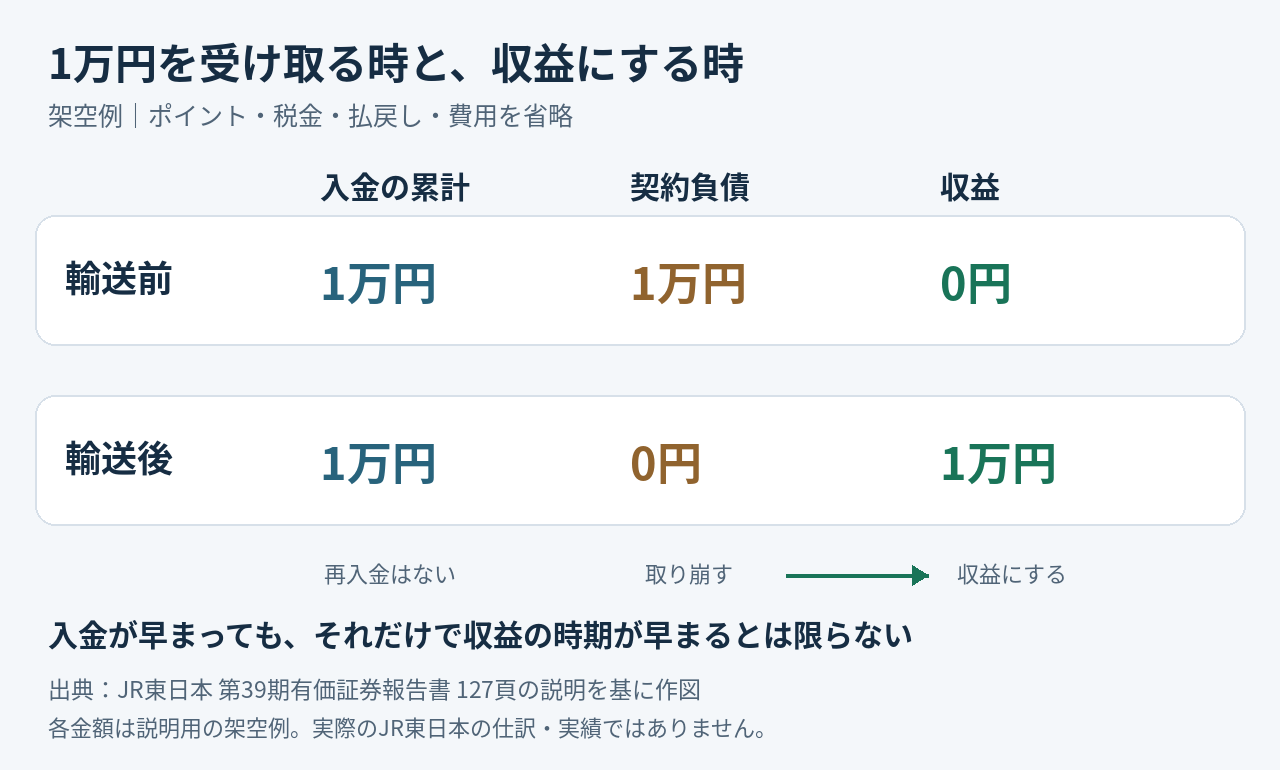 1万円を受け取る時と、収益にする時
架空例｜ポイント・税金・払戻し・費用を省略
入金の累計 契約負債 収益
輸送前 1万円 1万円 0円
輸送後 1万円 0円 1万円
再入金はない 取り崩す 収益にする
入金が早まっても、それだけで収益の時期が早まるとは限らない
出典：JR東日本 第39期有価証券報告書 127頁の説明を基に作図
各金額は説明用の架空例。実際のJR東日本の仕訳・実績ではありません。